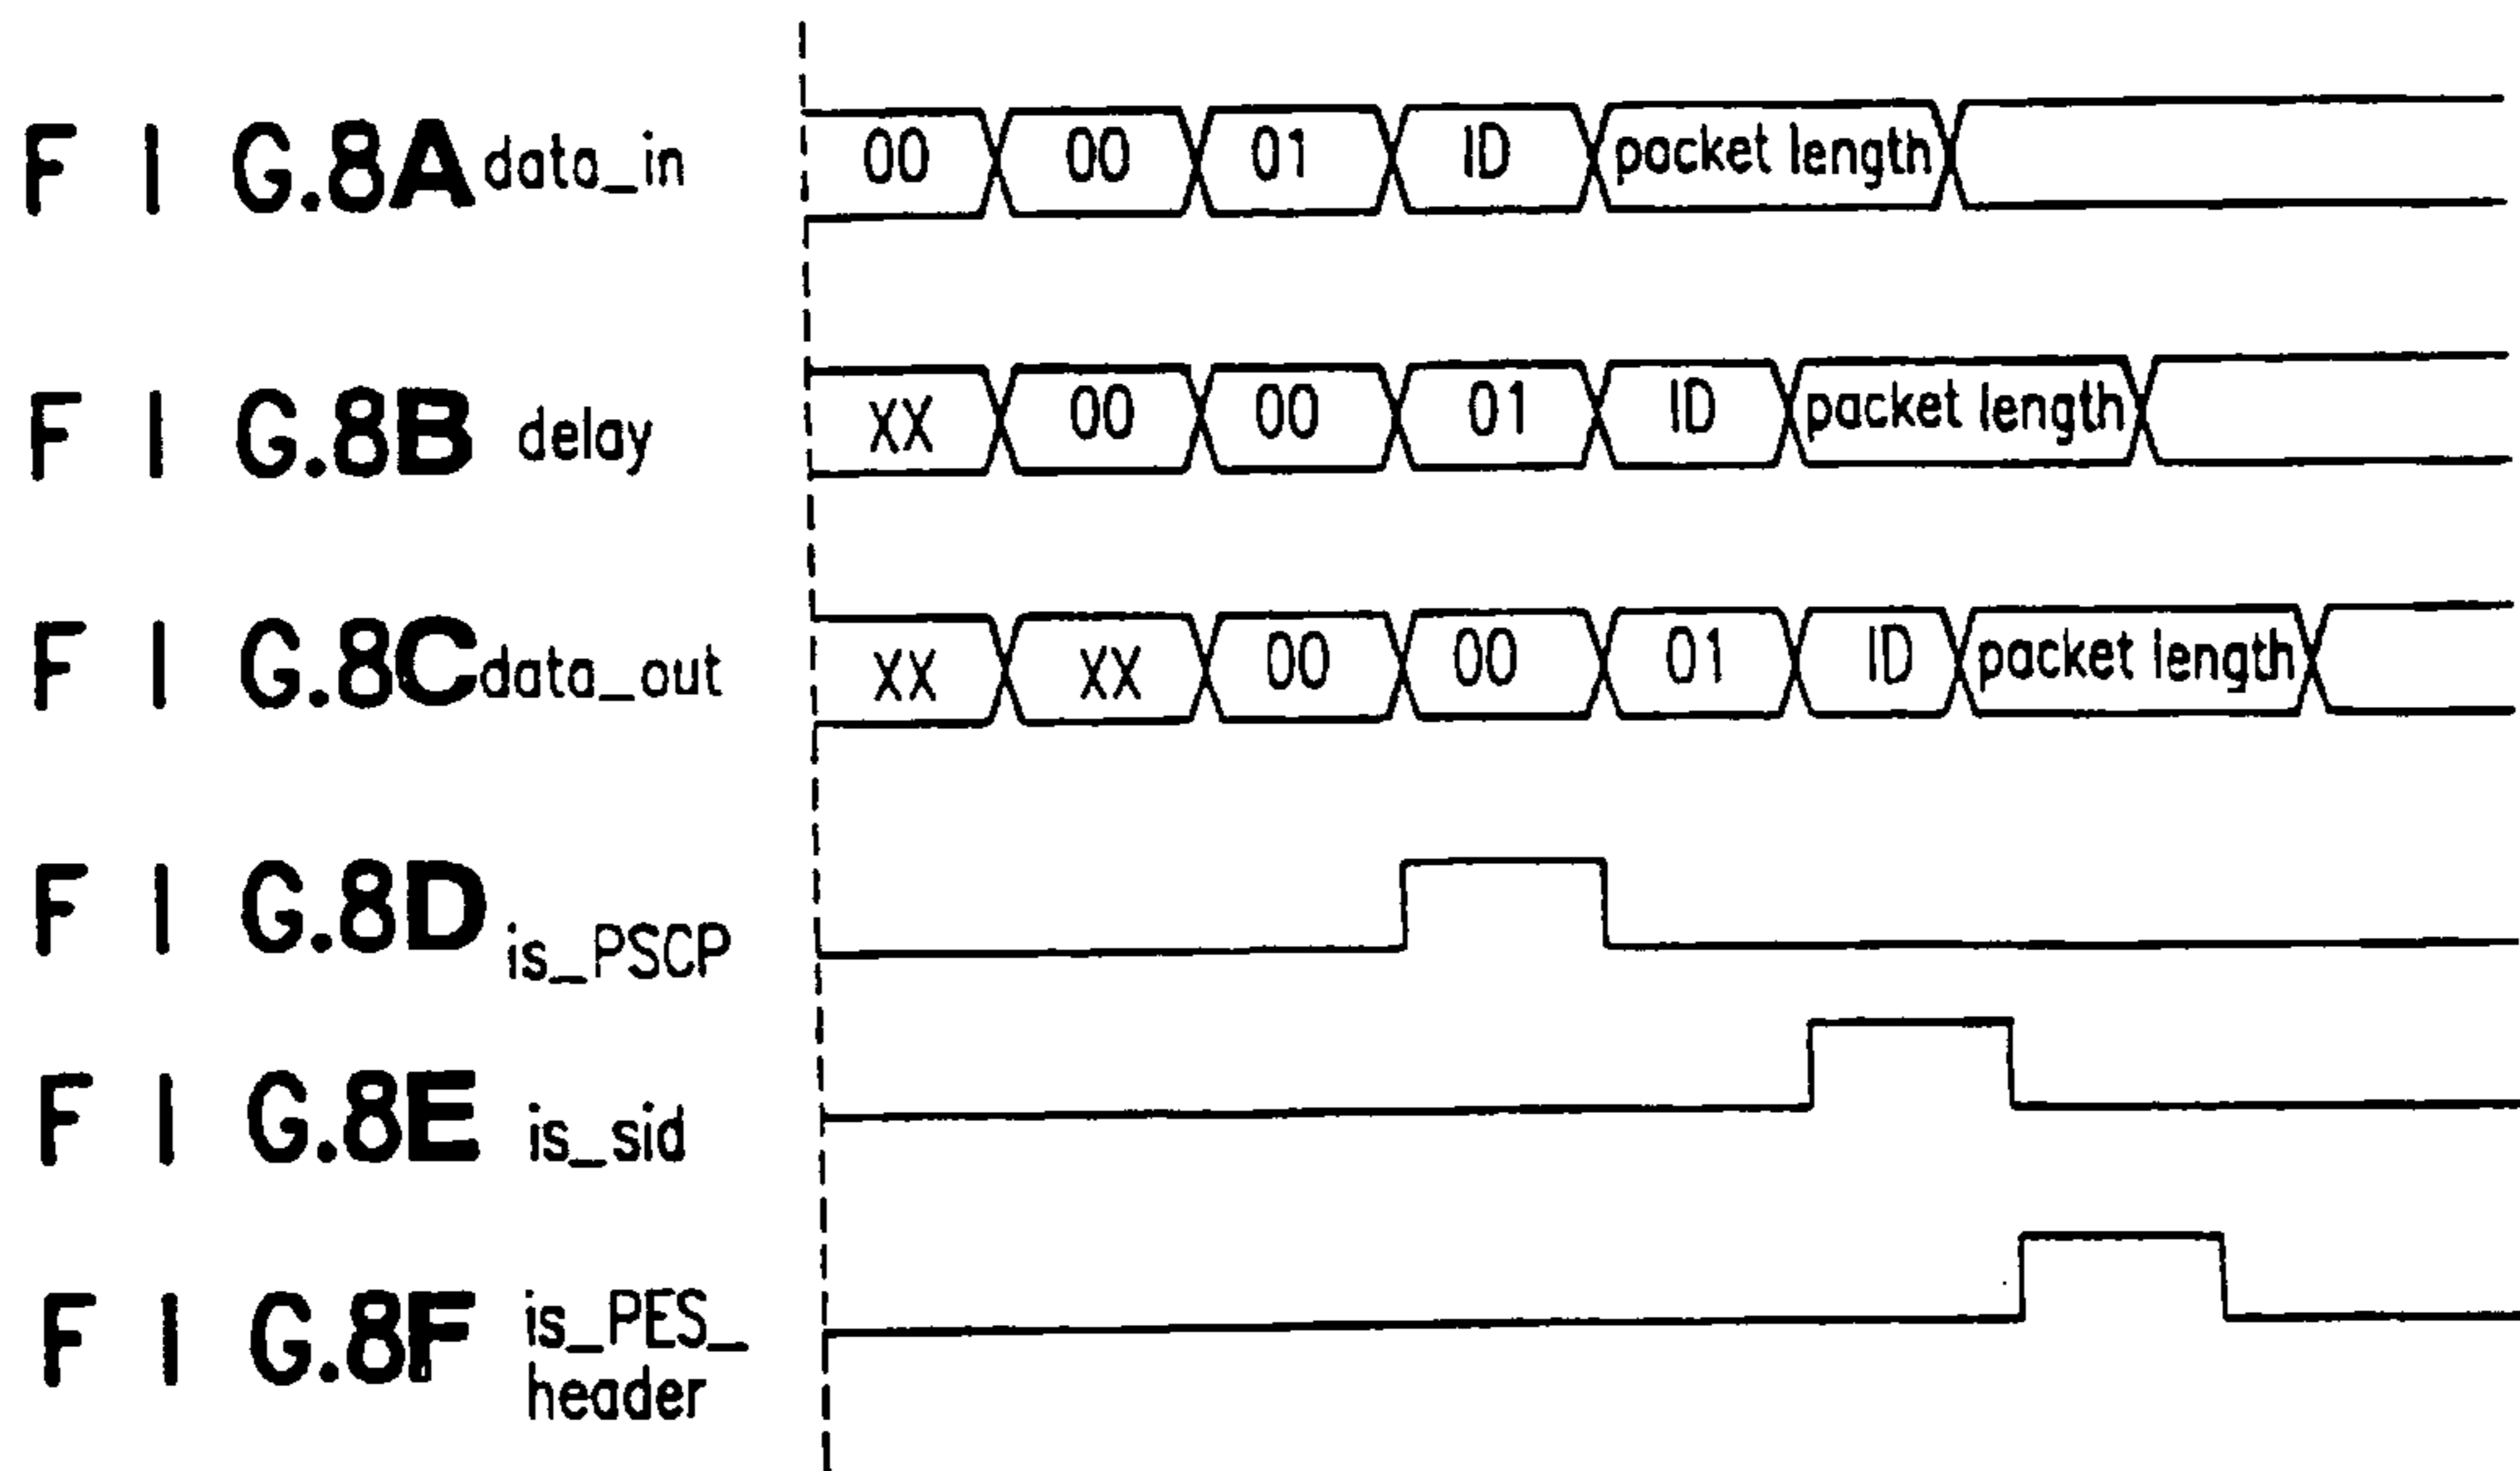 FIG.8A data_in 00 00 01 ID packet length
FIG.8B delay XX 00 00 01 ID packet length
FIG.8C data_out XX XX 00 00 01 ID packet length
FIG.8D is_PSCP
FIG.8E is_sid
FIG.8F is_PES_
header